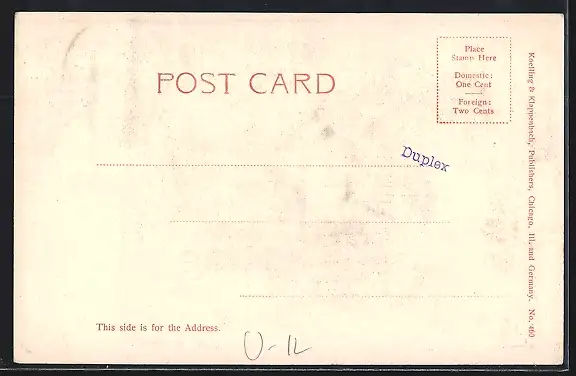 POST CARD
Place
Stamp Here
Domestic:
One Cent
Foreign:
Two Cents
Duplex
This side is for the Address.
Koelling & Klappenbach, Publishers, Chicago, Ill. and Germany. No. 469